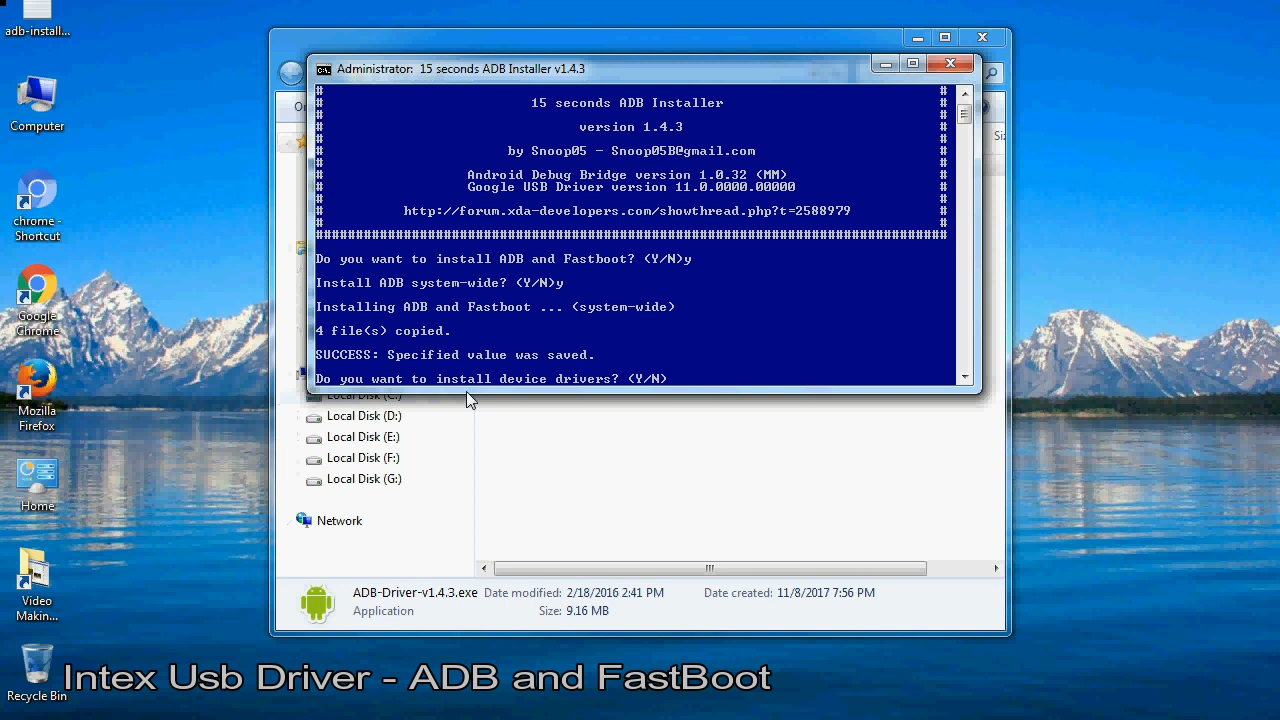 adb-install...
Computer
chrome -
Shortcut
Google
Chrome
Mozilla
Firefox
Home
Video
Makin...
Recycle Bin
Administrator: 15 seconds ADB Installer v1.4.3
15 seconds ADB Installer
version 1.4.3
by Snoop05 - Snoop05B@gmail.com
Android Debug Bridge version 1.0.32 (MM)
Google USB Driver version 11.0.0000.00000
http://forum.xda-developers.com/showthread.php?t=2588979
################################################################################
Do you want to install ADB and Fastboot? (Y/N)y
Install ADB system-wide? (Y/N)y
Installing ADB and Fastboot ... (system-wide)
4 file(s) copied.
SUCCESS: Specified value was saved.
Do you want to install device drivers? (Y/N)
Local Disk (C:)
Local Disk (D:)
Local Disk (E:)
Local Disk (F:)
Local Disk (G:)
Network
ADB-Driver-v1.4.3.exe Date modified: 2/18/2016 2:41 PM Date created: 11/8/2017 7:56 PM
Application Size: 9.16 MB
Intex Usb Driver - ADB and FastBoot